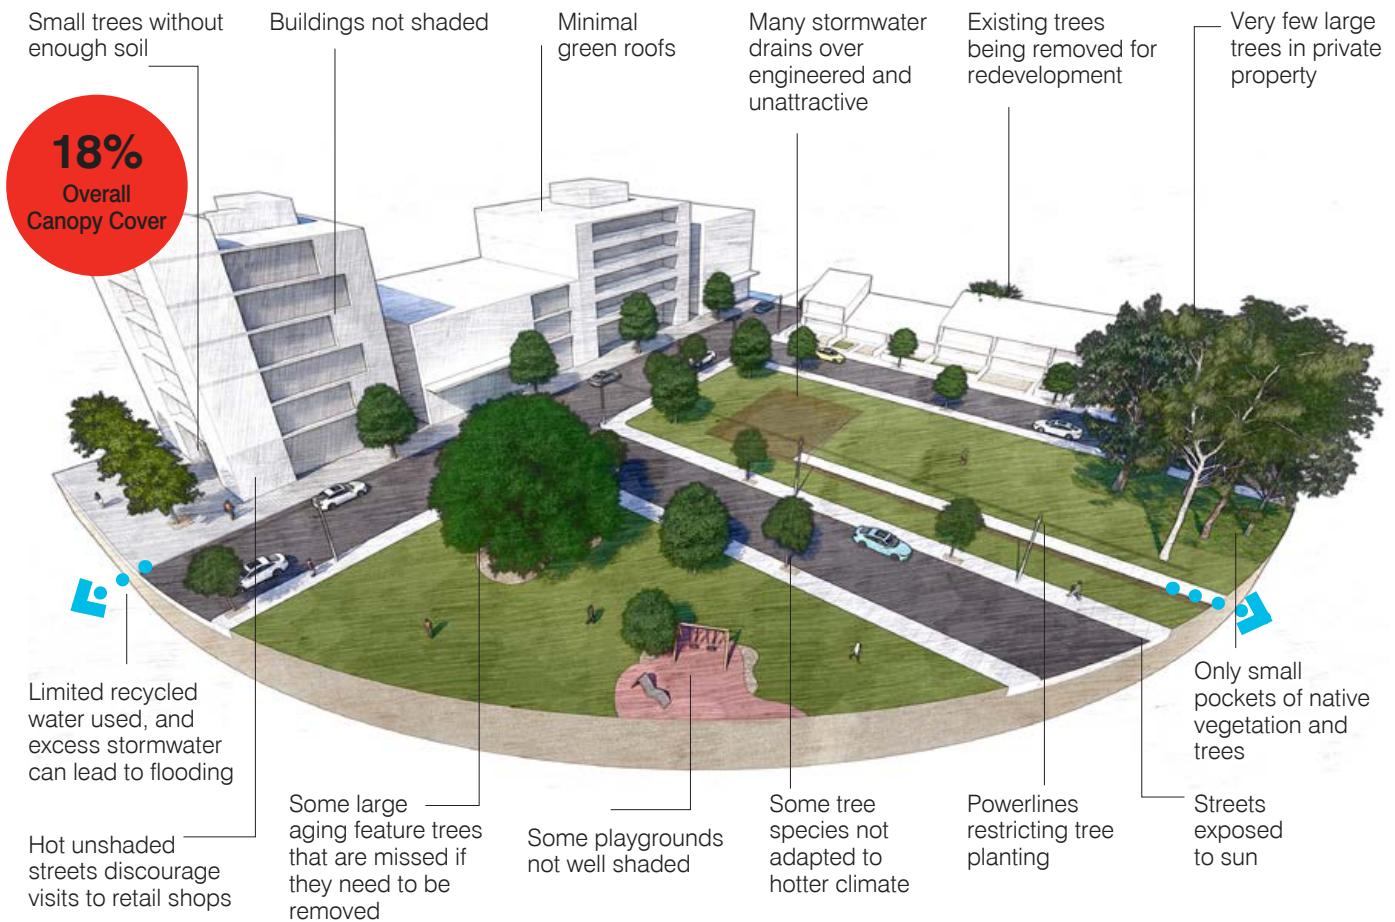 Small trees without
enough soil
Buildings not shaded
Minimal
green roofs
Many stormwater
drains over
engineered and
unattractive
Existing trees
being removed for
redevelopment
Very few large
trees in private
property
18%
Overall
Canopy Cover
Limited recycled
water used, and
excess stormwater
can lead to flooding
Hot unshaded
streets discourage
visits to retail shops
Some large
aging feature trees
that are missed if
they need to be
removed
Some playgrounds
not well shaded
Some tree
species not
adapted to
hotter climate
Powerlines
restricting tree
planting
Only small
pockets of native
vegetation and
trees
Streets
exposed
to sun